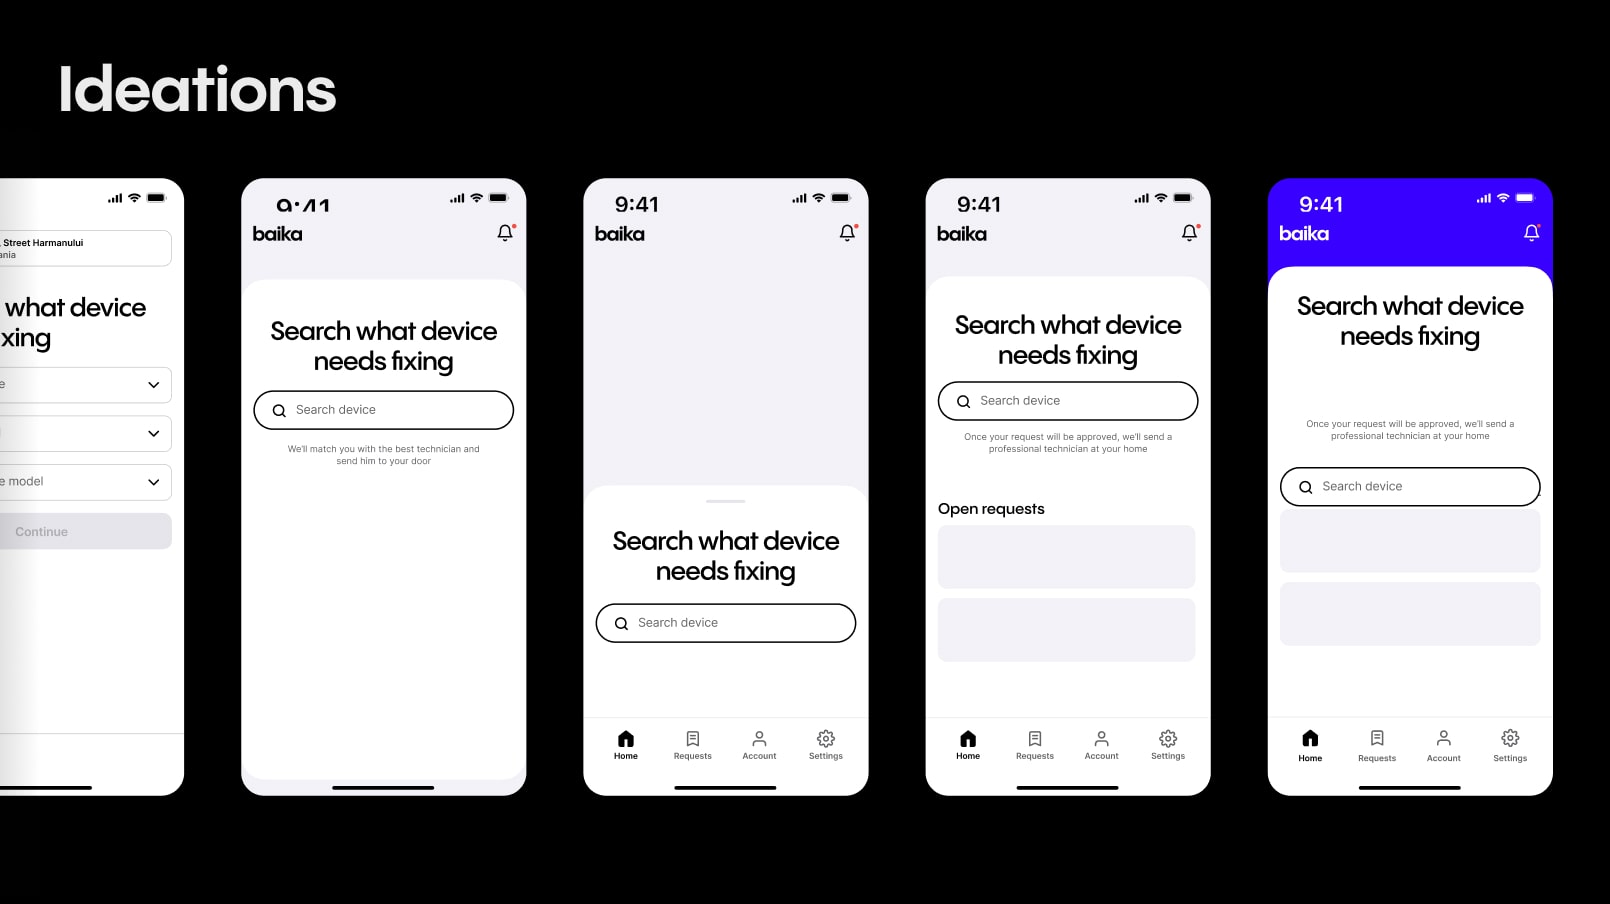 Ideations
Street Harmanului
ania
what device
xing
e
e model
Continue
9:41
baika
Search what device
needs fixing
Search device
We'll match you with the best technician and
send him to your door
9:41
baika
Search what device
needs fixing
Search device
Home
Requests
Account
Settings
9:41
baika
Search what device
needs fixing
Search device
Once your request will be approved, we'll send a
professional technician at your home
Open requests
Home
Requests
Account
Settings
9:41
baika
Search what device
needs fixing
Once your request will be approved, we'll send a
professional technician at your home
Search device
Home
Requests
Account
Settings